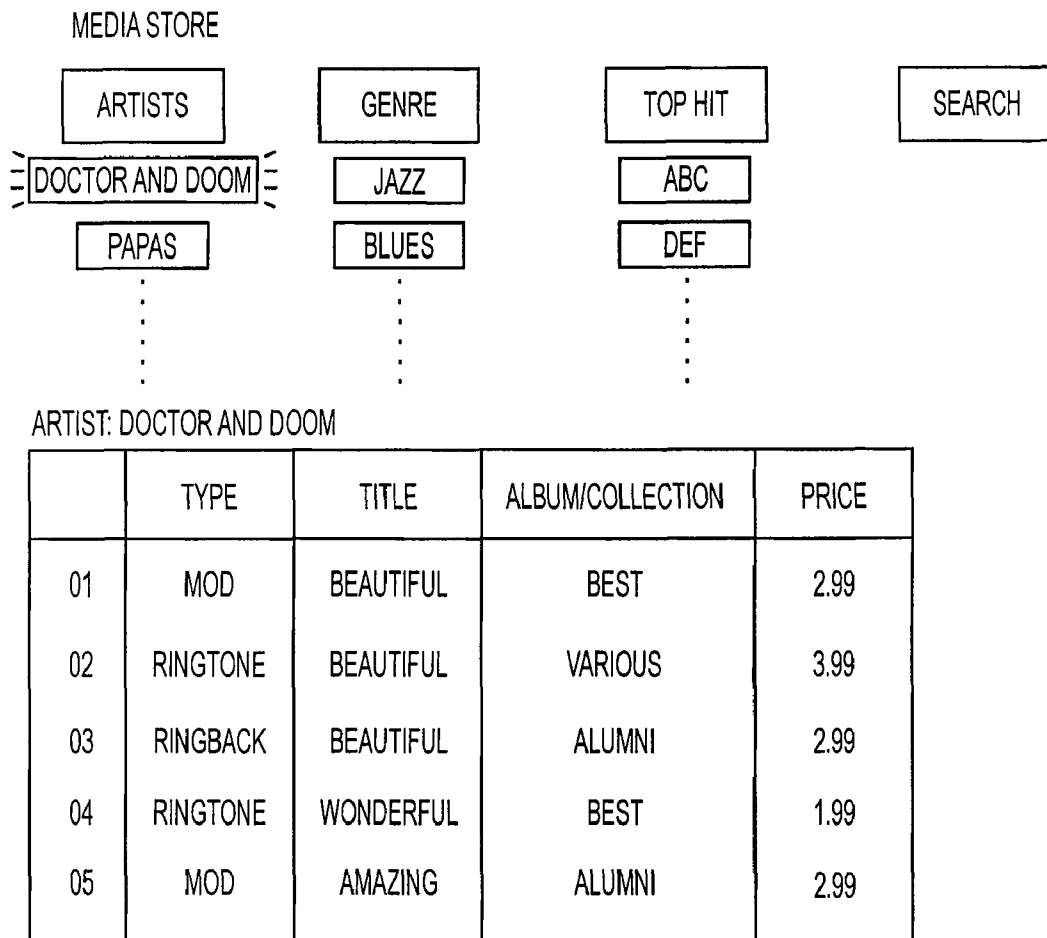 MEDIA STORE
ARTISTS GENRE TOP HIT SEARCH
DOCTOR AND DOOM JAZZ ABC
PAPAS BLUES DEF
ARTIST: DOCTOR AND DOOM
TYPE TITLE ALBUM/COLLECTION PRICE
01 MOD BEAUTIFUL BEST 2.99
02 RINGTONE BEAUTIFUL VARIOUS 3.99
03 RINGBACK BEAUTIFUL ALUMNI 2.99
04 RINGTONE WONDERFUL BEST 1.99
05 MOD AMAZING ALUMNI 2.99